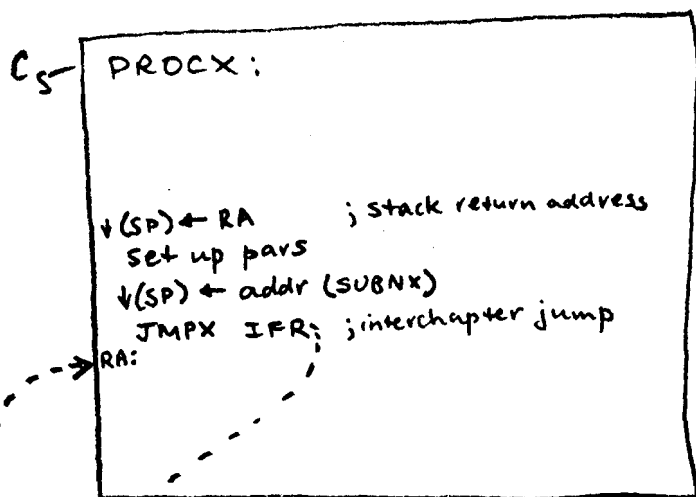 C5 PROCX:
↓(SP) ← RA ; stack return address
set up pars
↓(SP) ← addr (SUBNX)
JMPX IFR; ; interchapter jump
RA: